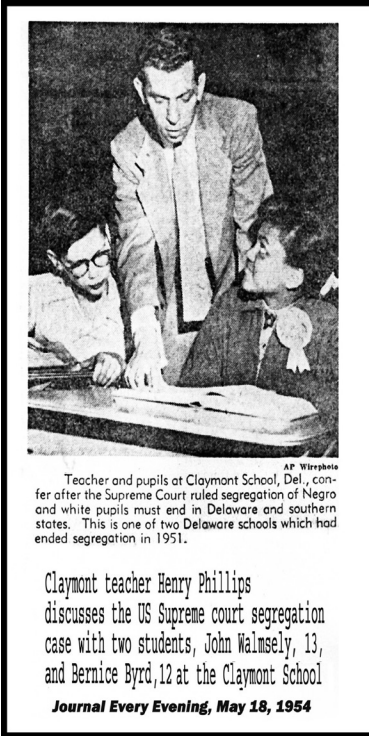 AP Wirephoto
Teacher and pupils at Claymont School, Del., con-
fer after the Supreme Court ruled segregation of Negro
and white pupils must end in Delaware and southern
states. This is one of two Delaware schools which had
ended segregation in 1951.
Claymont teacher Henry Phillips
discusses the US Supreme court segregation
case with two students, John Walmsely, 13,
and Bernice Byrd,12 at the Claymont School
Journal Every Evening, May 18, 1954